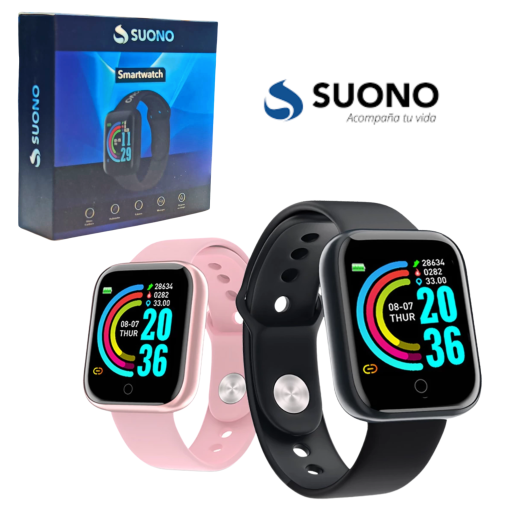 SUONO
Smartwatch
SUONO
SUONO
Acompaña tu vida
28634
0282
33.00
08-07
THUR
20
36
28634
0282
33.00
08-07
THUR
20
36